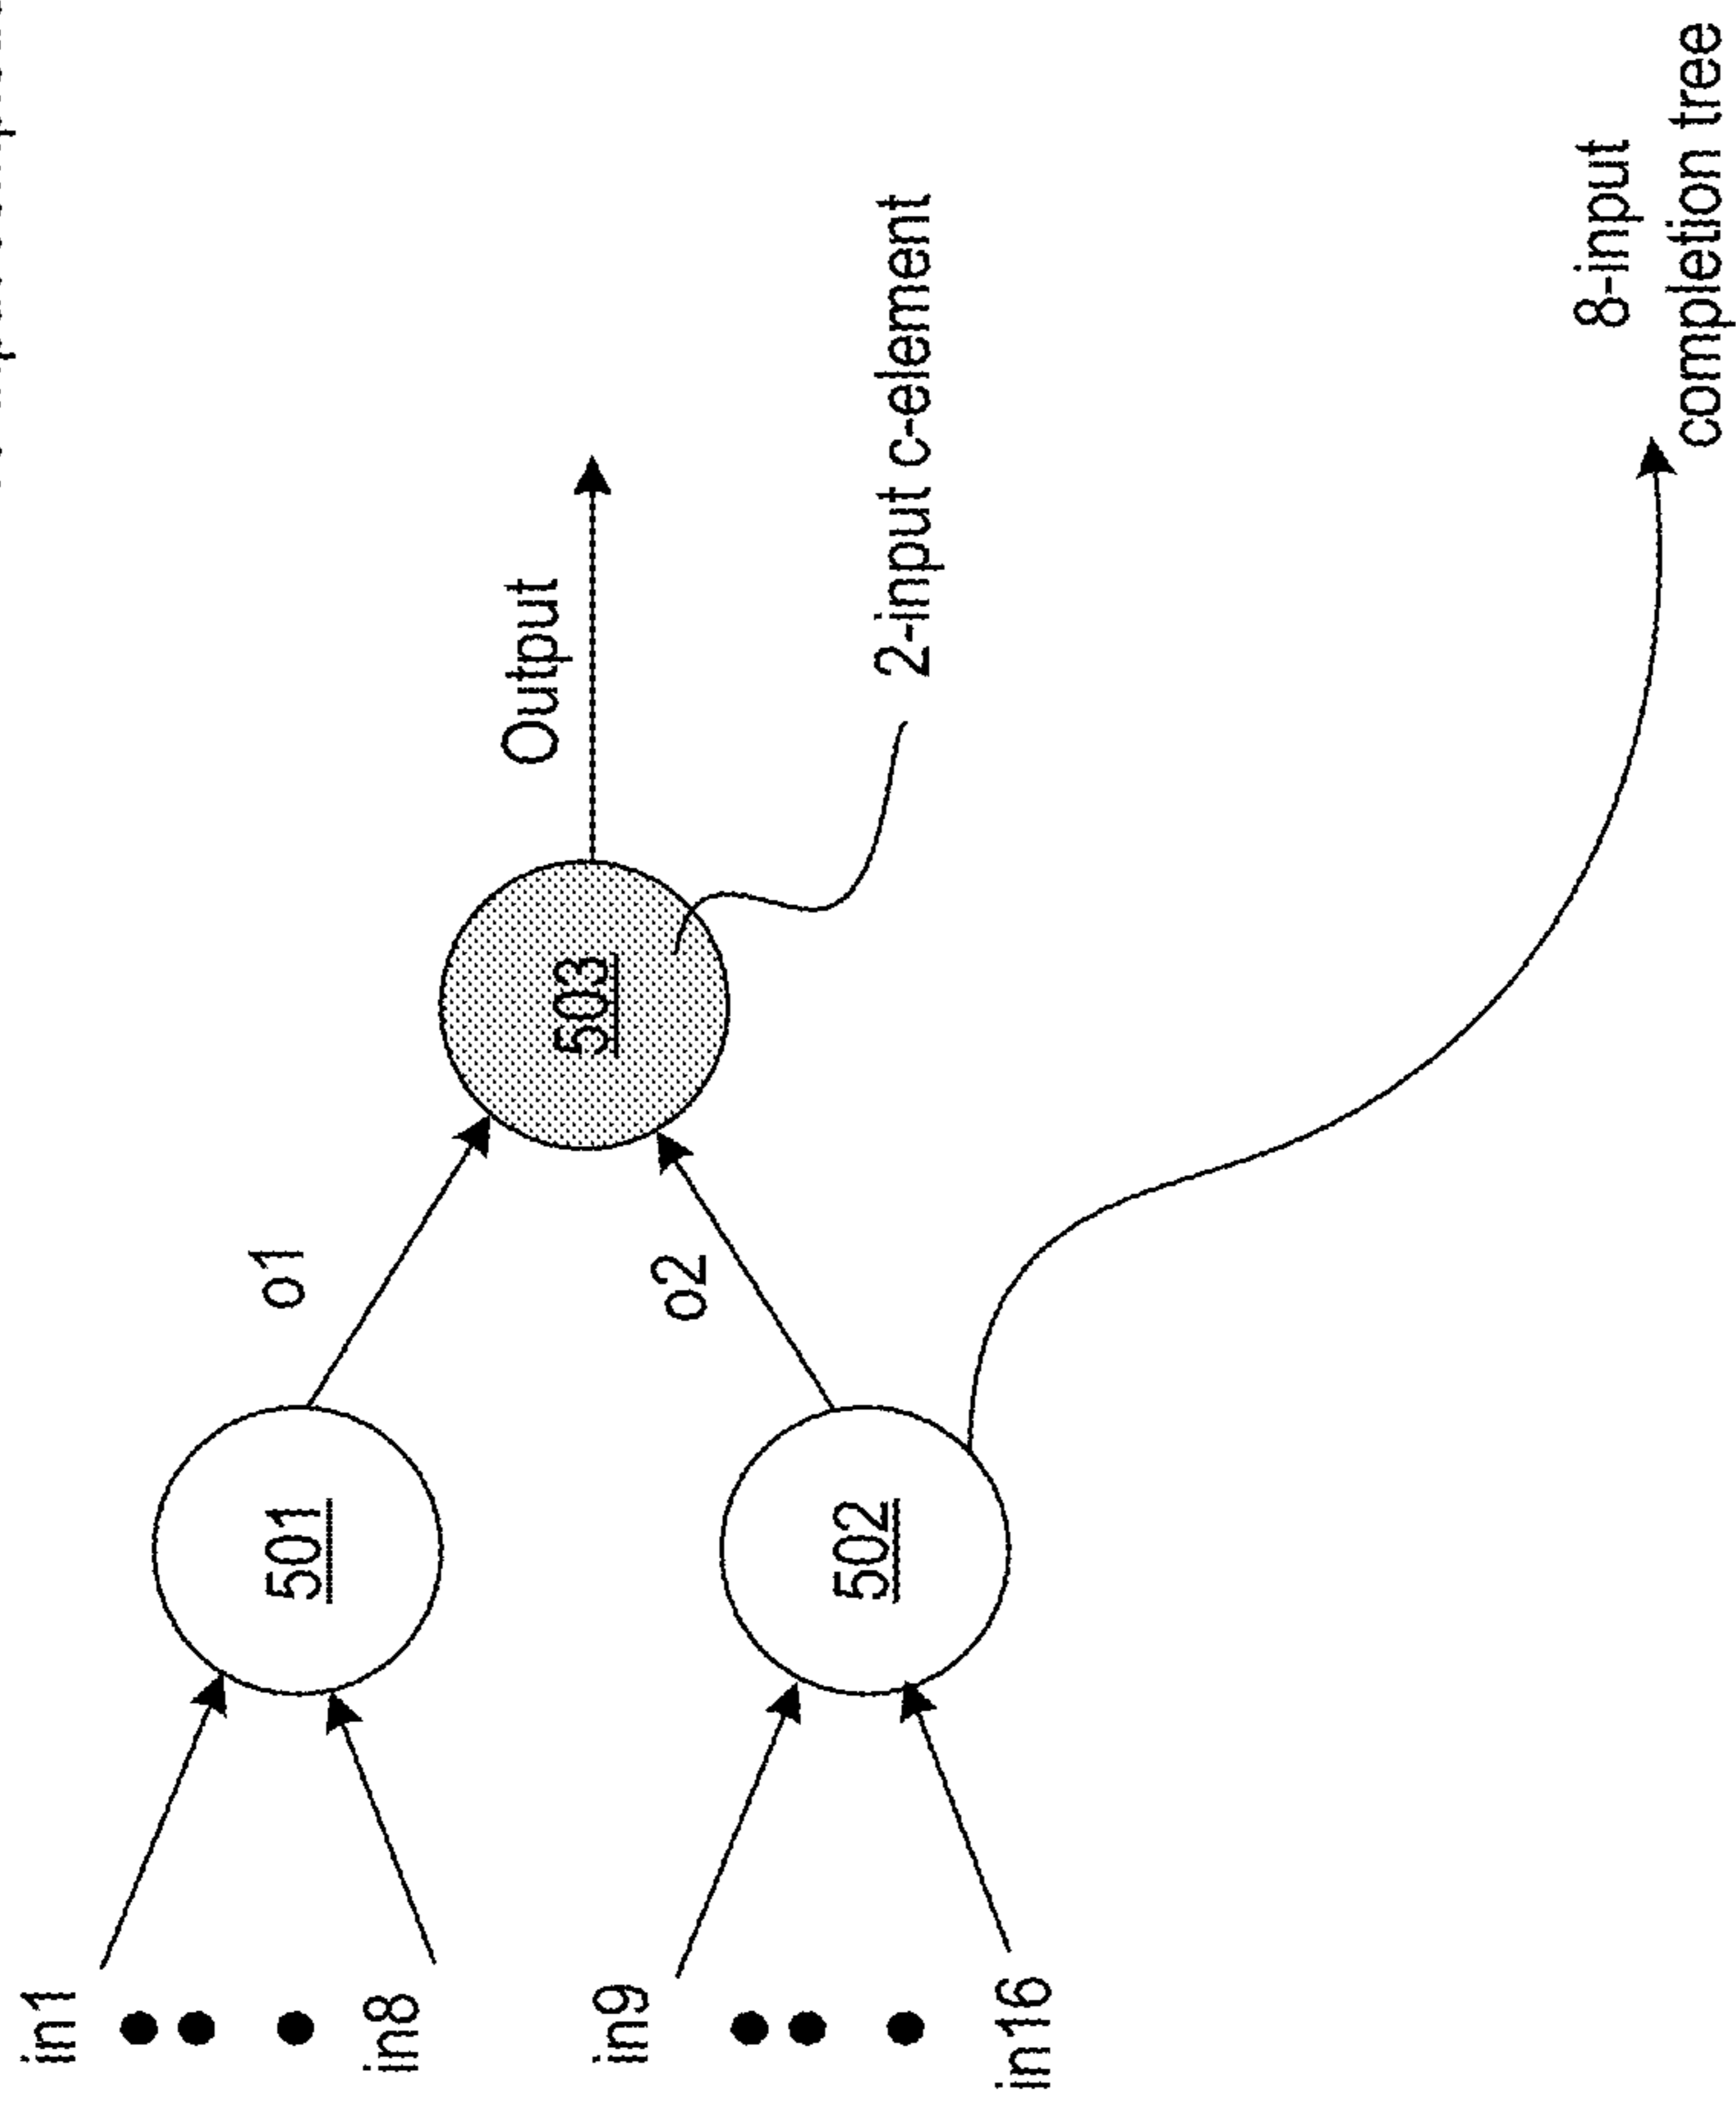 in1
in8
in9
in16
501
502
o1
o2
503
Output
2-input c-element
8-input
completion tree